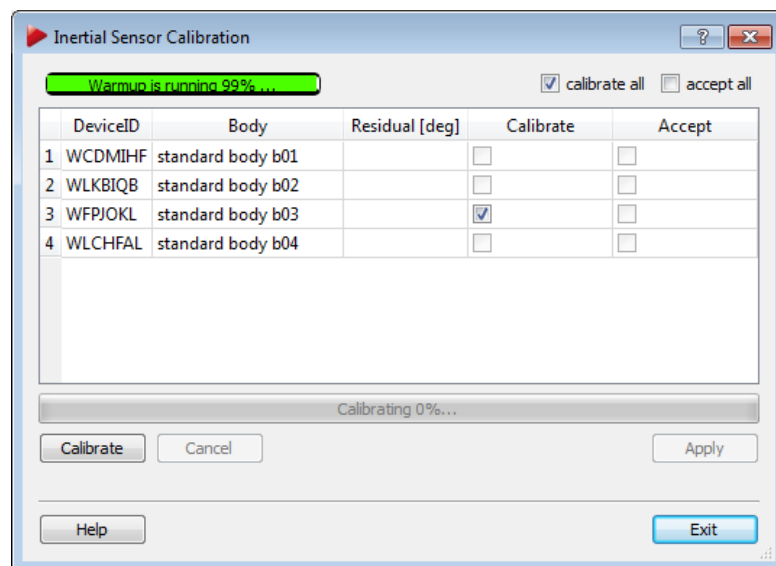 Inertial Sensor Calibration
Warmup is running 99% ... calibrate all accept all
DeviceID Body Residual [deg] Calibrate Accept
1 WCDMIHF standard body b01
2 WLKBIQB standard body b02
3 WFPJOKL standard body b03
4 WLCHFAL standard body b04
Calibrating 0%...
Calibrate Cancel Apply
Help Exit